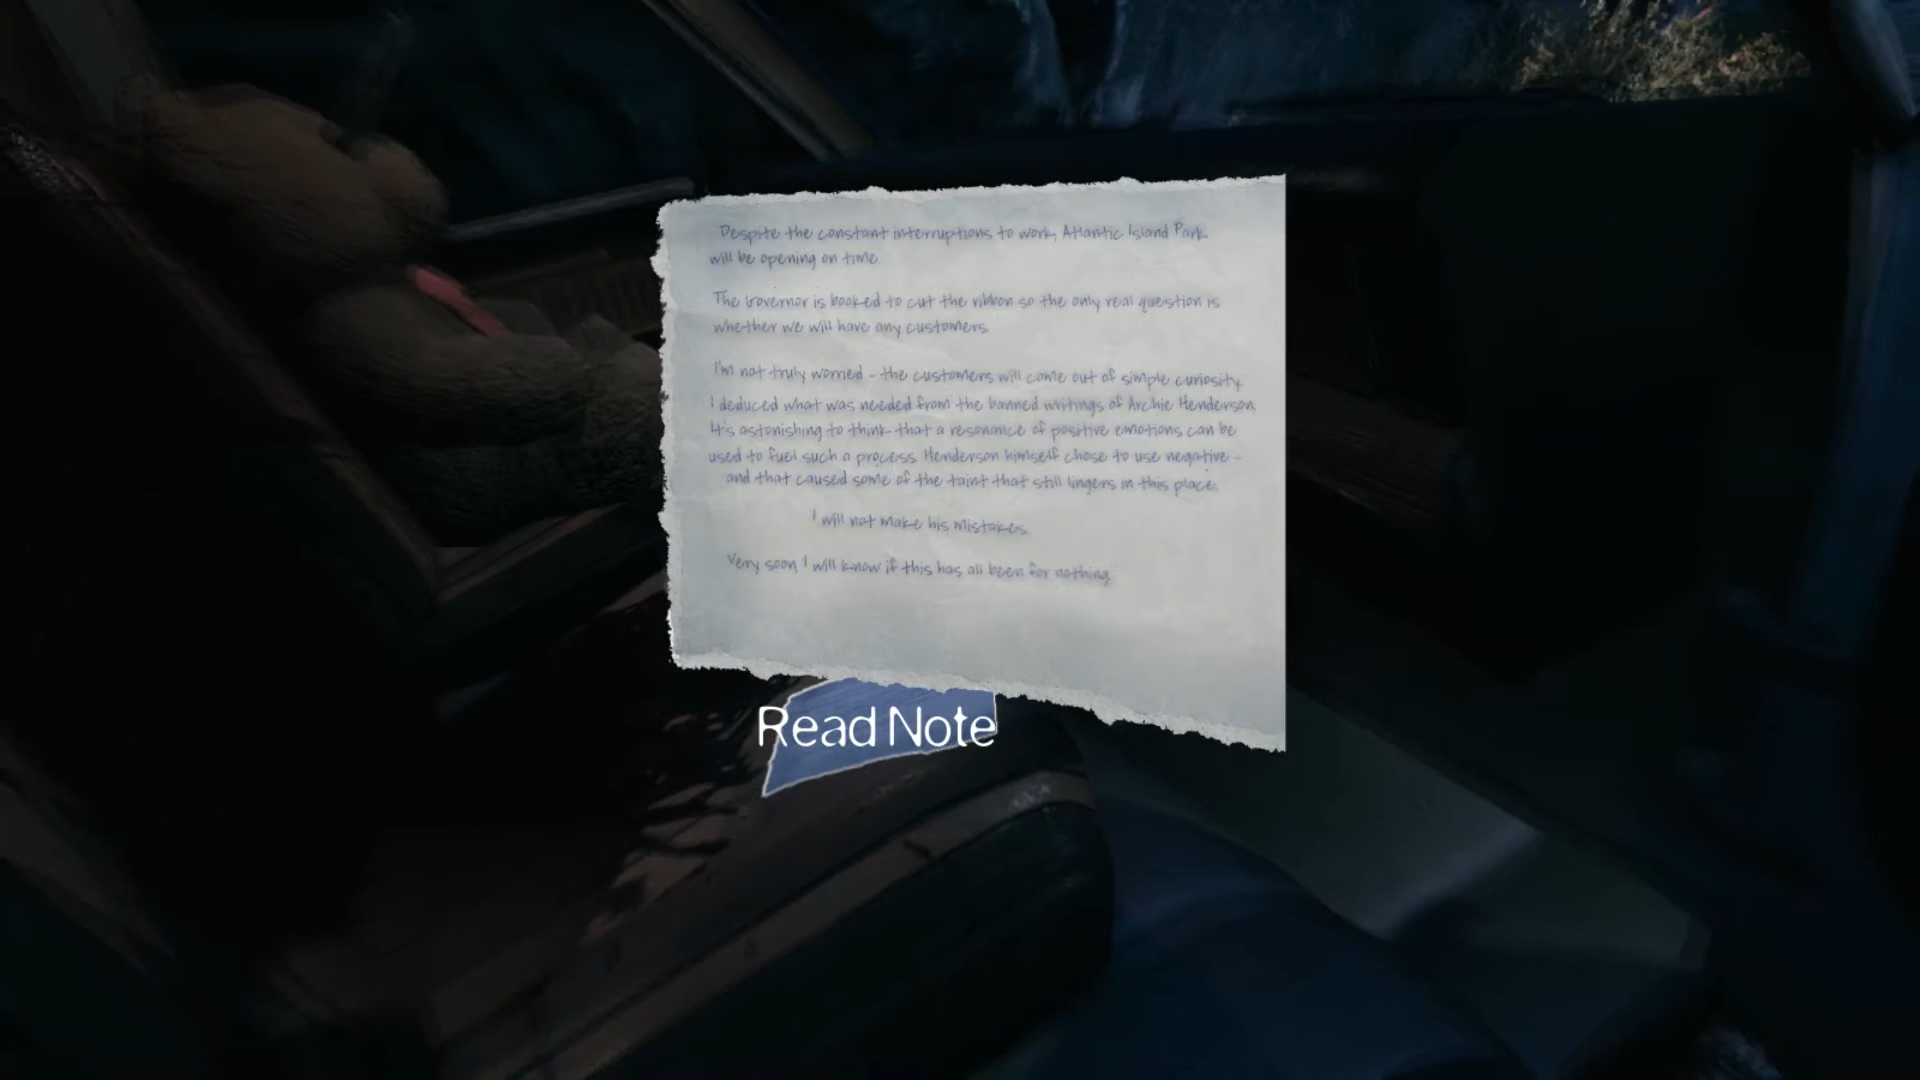 Despite the constant interruptions to work, Atlantic Island Park
will be opening on time.
The Governor is booked to cut the ribbon so the only real question is
whether we will have any customers.
I'm not truly worried - the customers will come out of simple curiosity.
I deduced what was needed from the banned writings of Archie Henderson.
It's astonishing to think that a resonance of positive emotions can be
used to fuel such a process. Henderson himself chose to use negative -
and that caused some of the taint that still lingers in this place.
I will not make his mistakes.
Very soon I will know if this has all been for nothing.
Read Note